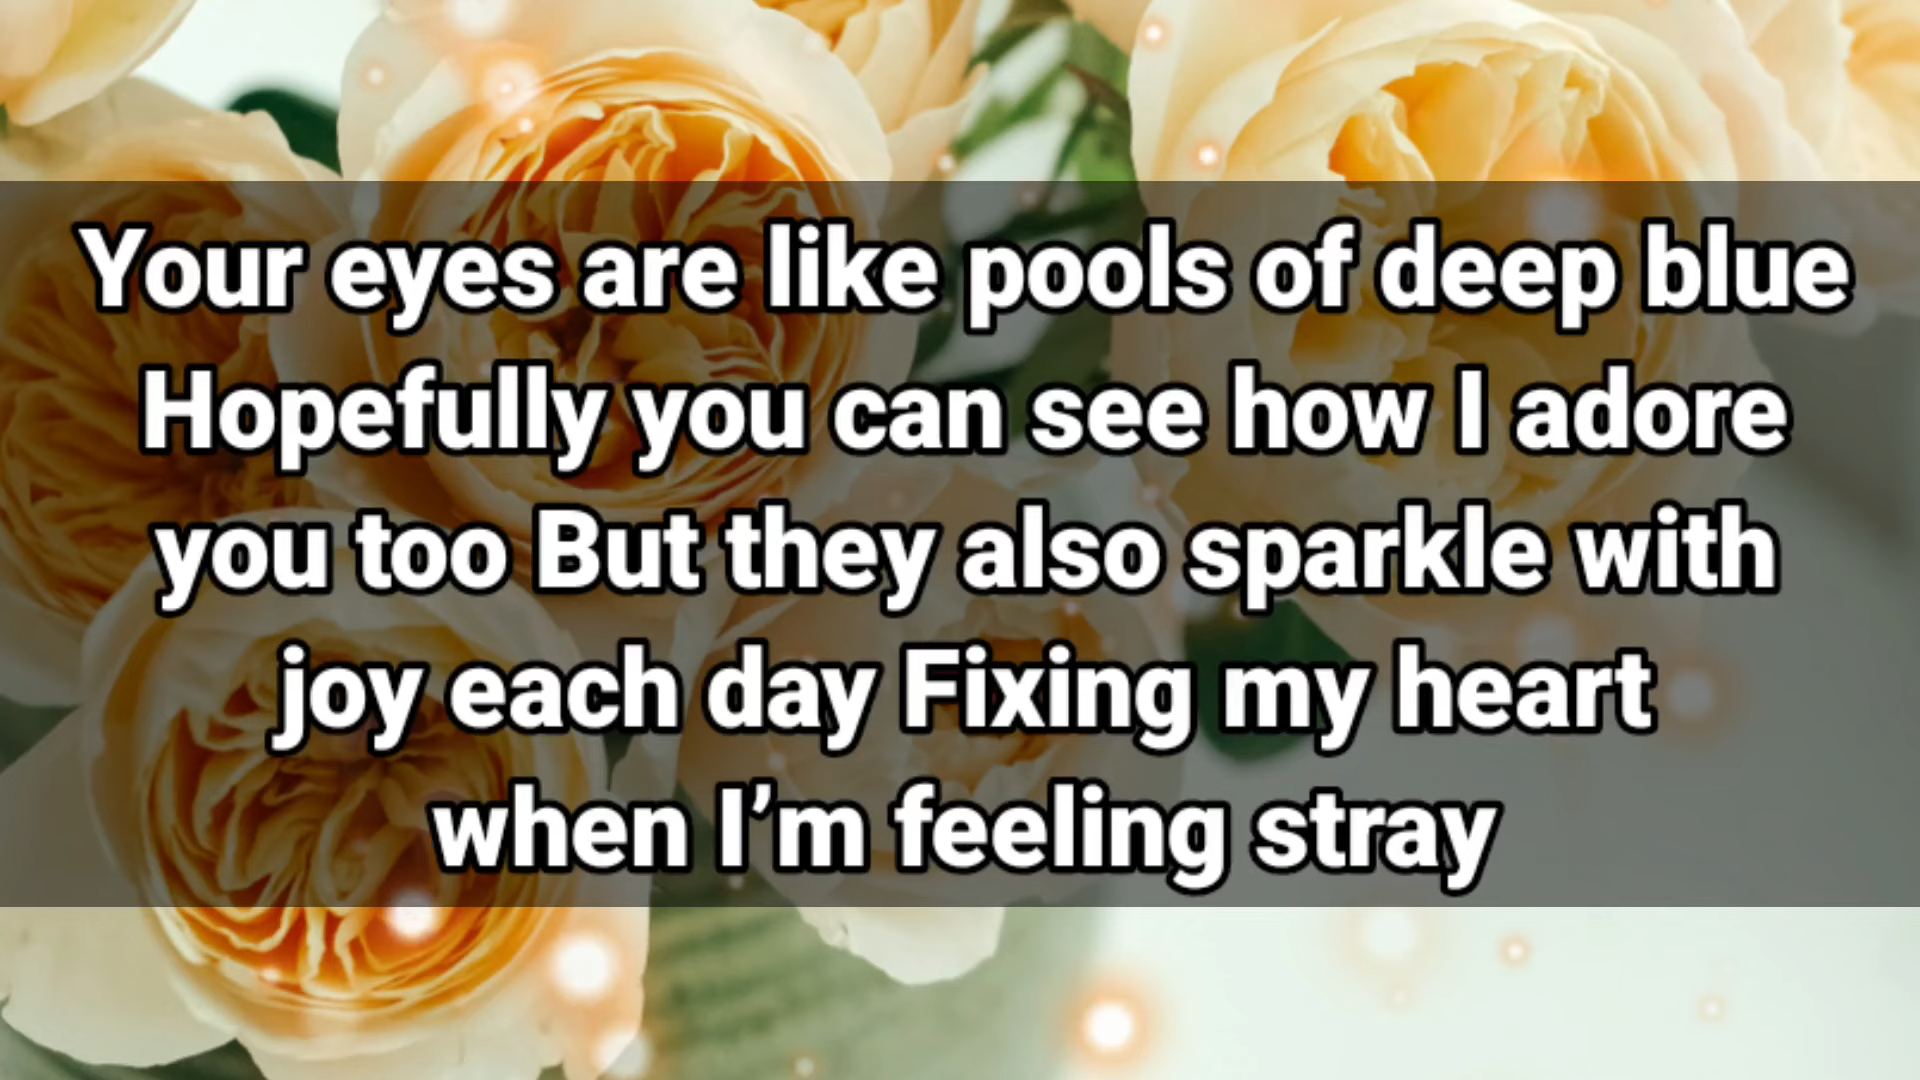 Your eyes are like pools of deep blue
Hopefully you can see how I adore
you too But they also sparkle with
joy each day Fixing my heart
when I’m feeling stray